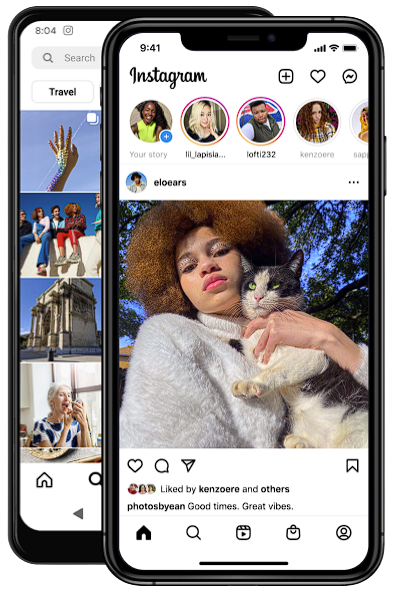 8:04
Search
Travel
9:41
Instagram
Your story
lil_lapisla...
lofti232
kenzoere
sapp
eloears
Liked by kenzoere and others
photosbyean Good times. Great vibes.